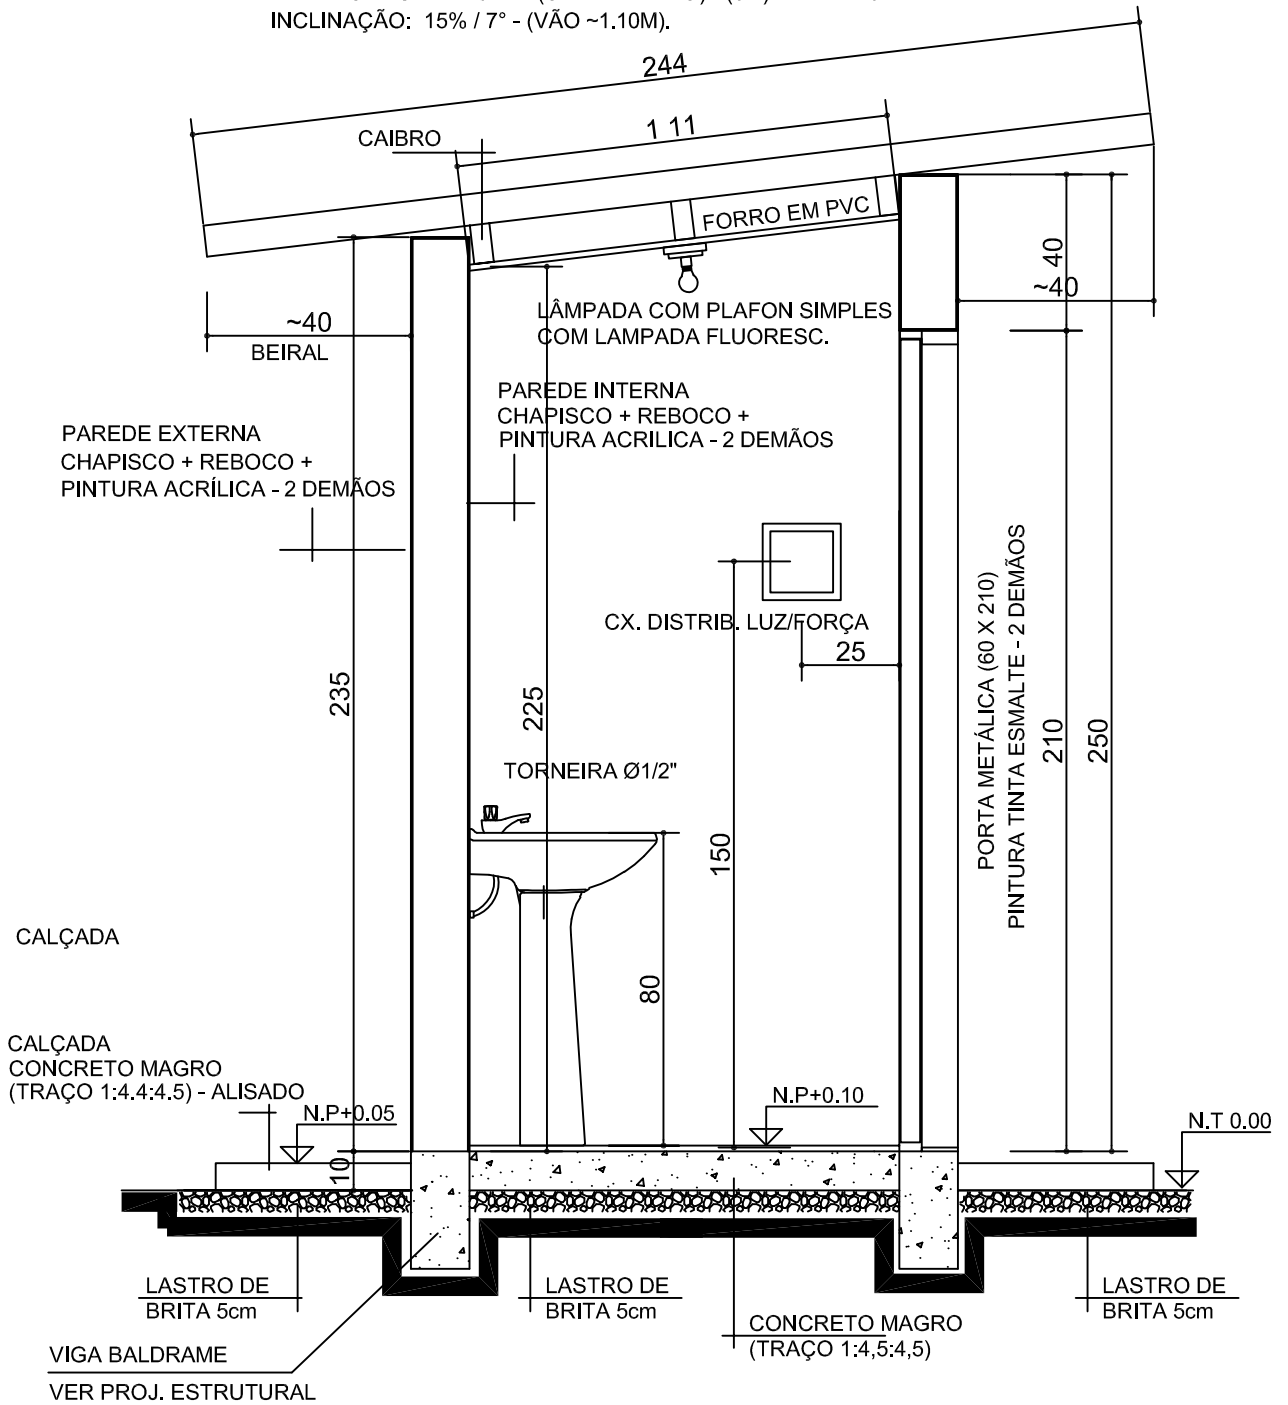 INCLINAÇÃO: 15% / 7° - (VÃO ~1.10M).
244
1 11
CAIBRO
FORRO EM PVC
40
~40
~40
BEIRAL
LÂMPADA COM PLAFON SIMPLES
COM LAMPADA FLUORESC.
PAREDE INTERNA
CHAPISCO + REBOCO +
PINTURA ACRILICA - 2 DEMÃOS
PAREDE EXTERNA
CHAPISCO + REBOCO +
PINTURA ACRÍLICA - 2 DEMÃOS
CX. DISTRIB. LUZ/FORÇA
25
235
225
PORTA METÁLICA (60 X 210)
PINTURA TINTA ESMALTE - 2 DEMÃOS
210
250
TORNEIRA Ø1/2"
150
80
CALÇADA
CALÇADA
CONCRETO MAGRO
(TRAÇO 1:4.4:4.5) - ALISADO
N.P+0.05
N.P+0.10
N.T 0.00
10
LASTRO DE
BRITA 5cm
LASTRO DE
BRITA 5cm
LASTRO DE
BRITA 5cm
CONCRETO MAGRO
(TRAÇO 1:4,5:4,5)
VIGA BALDRAME
VER PROJ. ESTRUTURAL